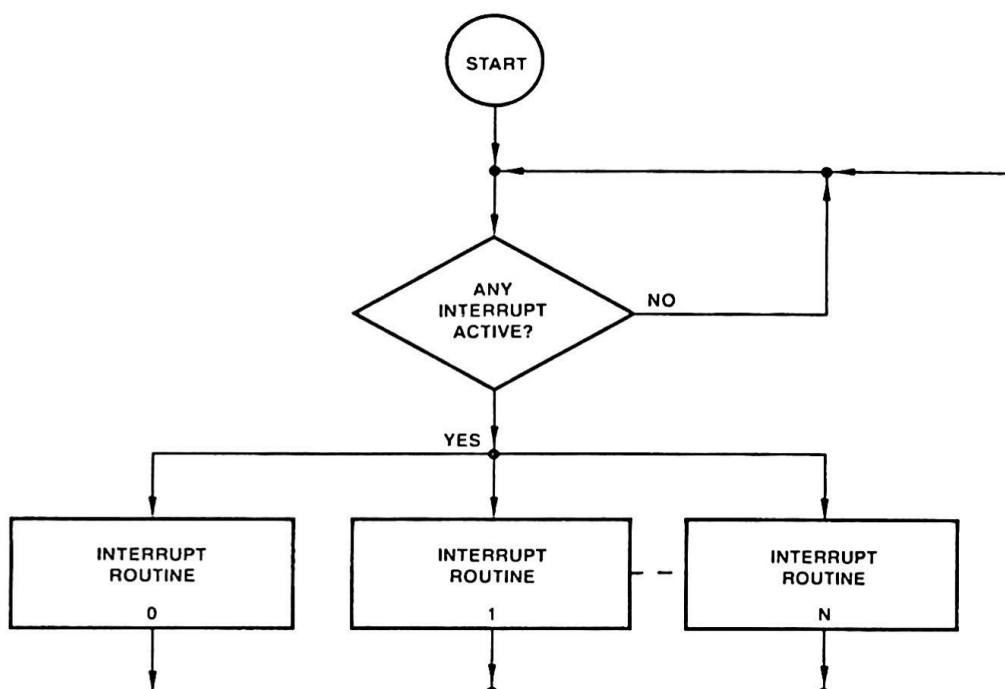 START
ANY
INTERRUPT
ACTIVE?
NO
YES
INTERRUPT
ROUTINE
0
INTERRUPT
ROUTINE
1
INTERRUPT
ROUTINE
N